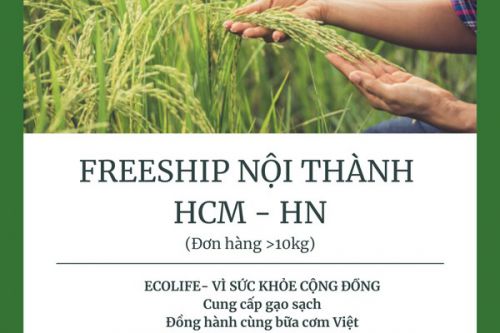 FREESHIP NỘI THÀNH
HCM - HN
(Đơn hàng >10kg)
ECOLIFE- VÌ SỨC KHỎE CỘNG ĐỒNG
Cung cấp gạo sạch
Đồng hành cùng bữa cơm Việt